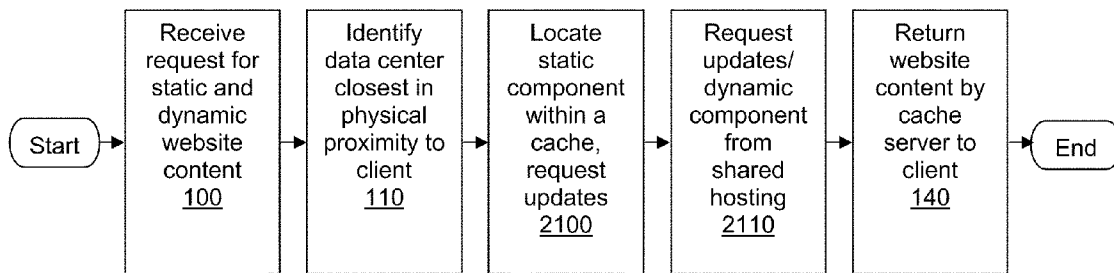 Start
Receive
request for
static and
dynamic
website
content
100
Identify
data center
closest in
physical
proximity to
client
110
Locate
static
component
within a
cache,
request
updates
2100
Request
updates/
dynamic
component
from
shared
hosting
2110
Return
website
content by
cache
server to
client
140
End